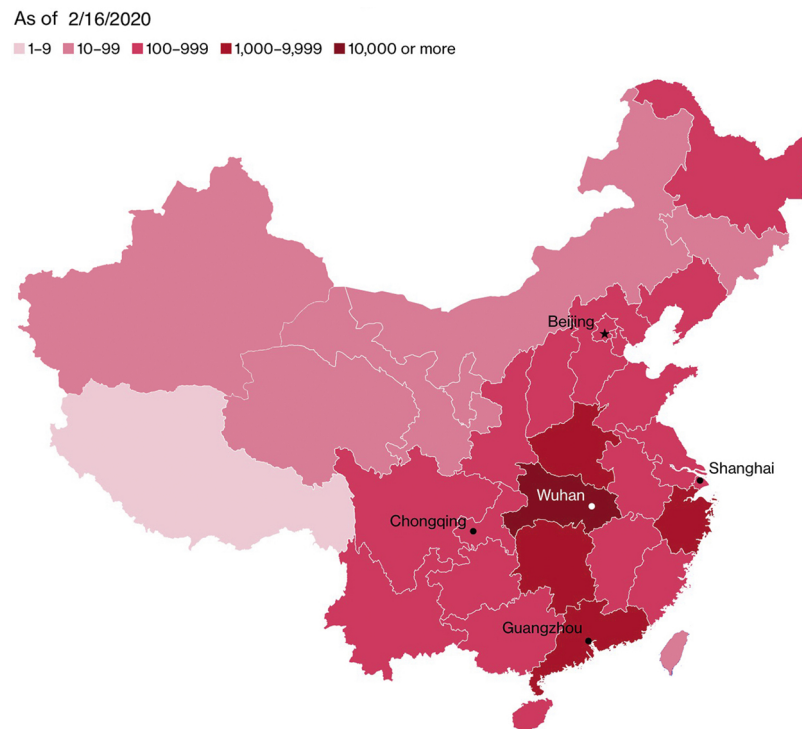 As of 2/16/2020
1–9 10–99 100–999 1,000–9,999 10,000 or more
Beijing
Shanghai
Wuhan
Chongqing
Guangzhou